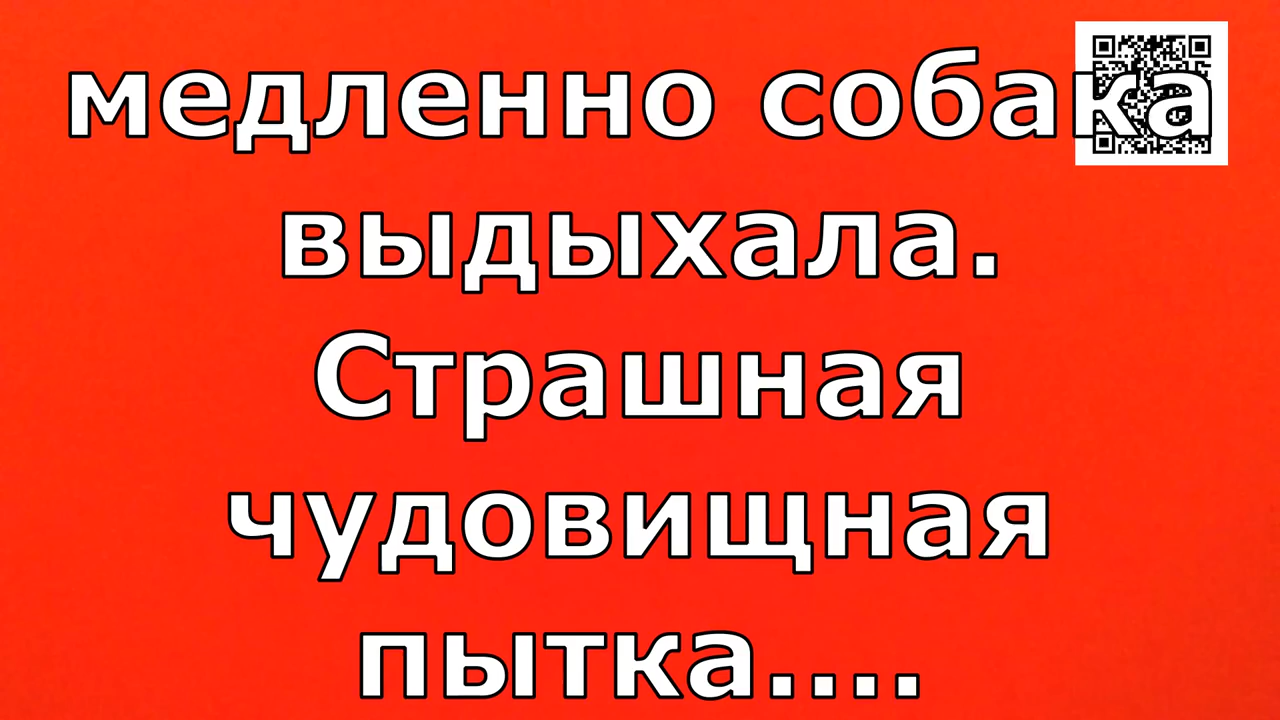 медленно собака
выдыхала.
Страшная
чудовищная
пытка....